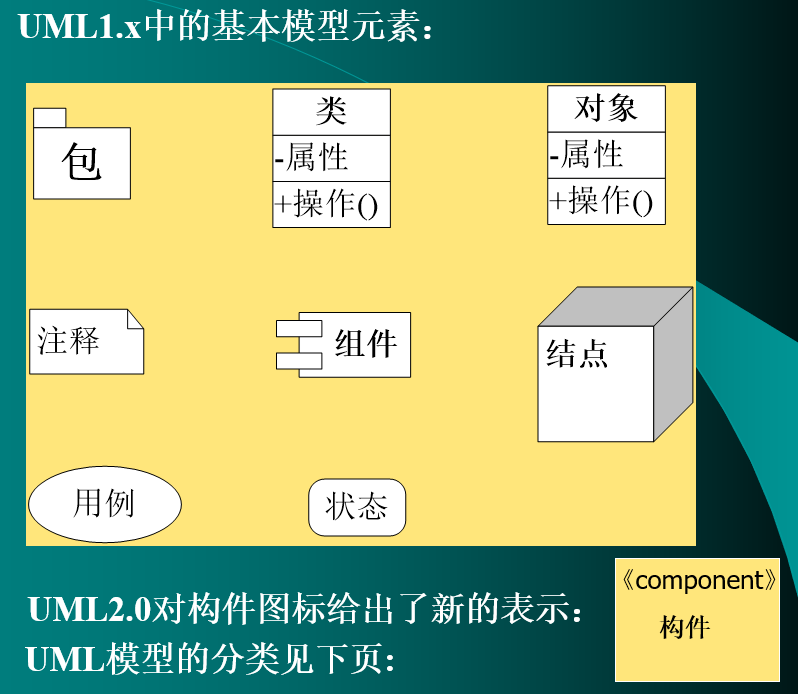 UML1.x中的基本模型元素：
包
类
-属性
+操作()
对象
-属性
+操作()
注释
组件
结点
用例
状态
UML2.0对构件图标给出了新的表示：
《component》
构件
UML模型的分类见下页: